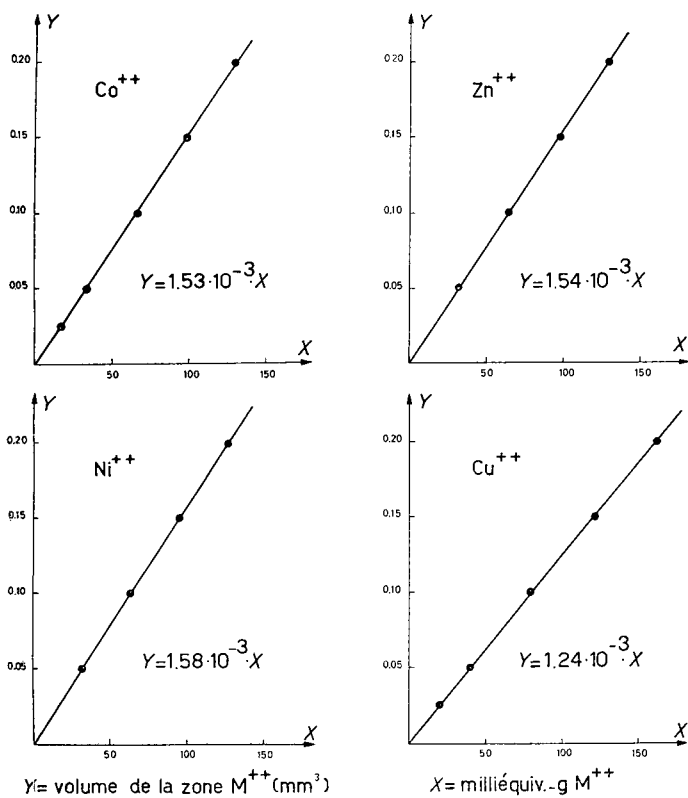 Y
0.20
Co++
0.15
0.10
0.05
Y=1.53·10⁻³·X
X
50 100 150
Y
0.20
Zn++
0.15
0.10
0.05
Y=1.54·10⁻³·X
X
50 100 150
Y
0.20
Ni++
0.15
0.10
0.05
Y=1.58·10⁻³·X
X
50 100 150
Y
0.20
Cu++
0.15
0.10
0.05
Y=1.24·10⁻³·X
X
50 100 150
Y= volume de la zone M++(mm³)
X= milliéquiv.-g M++